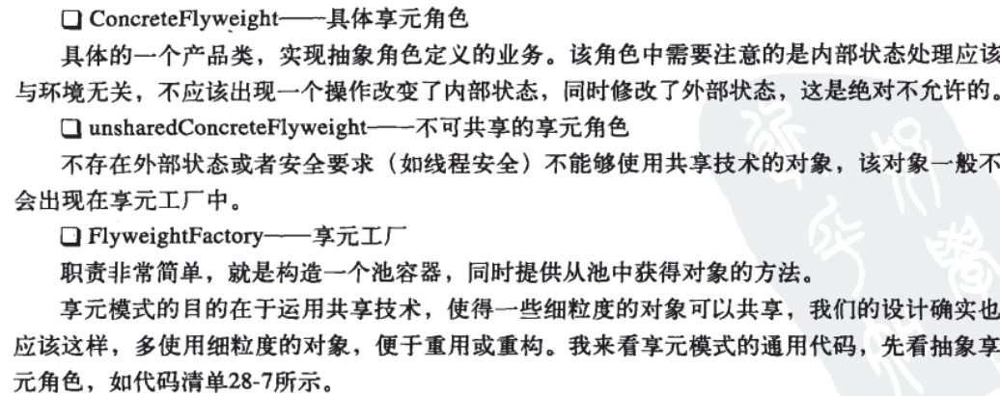 ❑ ConcreteFlyweight——具体享元角色
具体的一个产品类，实现抽象角色定义的业务。该角色中需要注意的是内部状态处理应该
与环境无关，不应该出现一个操作改变了内部状态，同时修改了外部状态，这是绝对不允许的。
❑ unsharedConcreteFlyweight——不可共享的享元角色
不存在外部状态或者安全要求（如线程安全）不能够使用共享技术的对象，该对象一般不
会出现在享元工厂中。
❑ FlyweightFactory——享元工厂
职责非常简单，就是构造一个池容器，同时提供从池中获得对象的方法。
享元模式的目的在于运用共享技术，使得一些细粒度的对象可以共享，我们的设计确实也
应该这样，多使用细粒度的对象，便于重用或重构。我来看享元模式的通用代码，先看抽象享
元角色，如代码清单28-7所示。